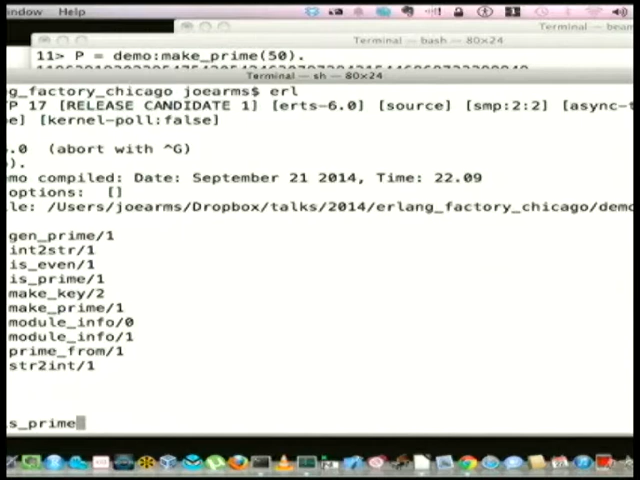 indow Help
Terminal — bea
Terminal — bash — 80×24
11> P = demo:make_prime(50).
Terminal — sh — 80×24
g_factory_chicago joearms$ erl
P 17 [RELEASE CANDIDATE 1] [erts-6.0] [source] [smp:2:2] [async-t
e] [kernel-poll:false]
.0 (abort with ^G)
).
mo compiled: Date: September 21 2014, Time: 22.09
options: []
le: /Users/joearms/Dropbox/talks/2014/erlang_factory_chicago/demo
gen_prime/1
int2str/1
is_even/1
is_prime/1
make_key/2
make_prime/1
module_info/0
module_info/1
prime_from/1
str2int/1
s_prime